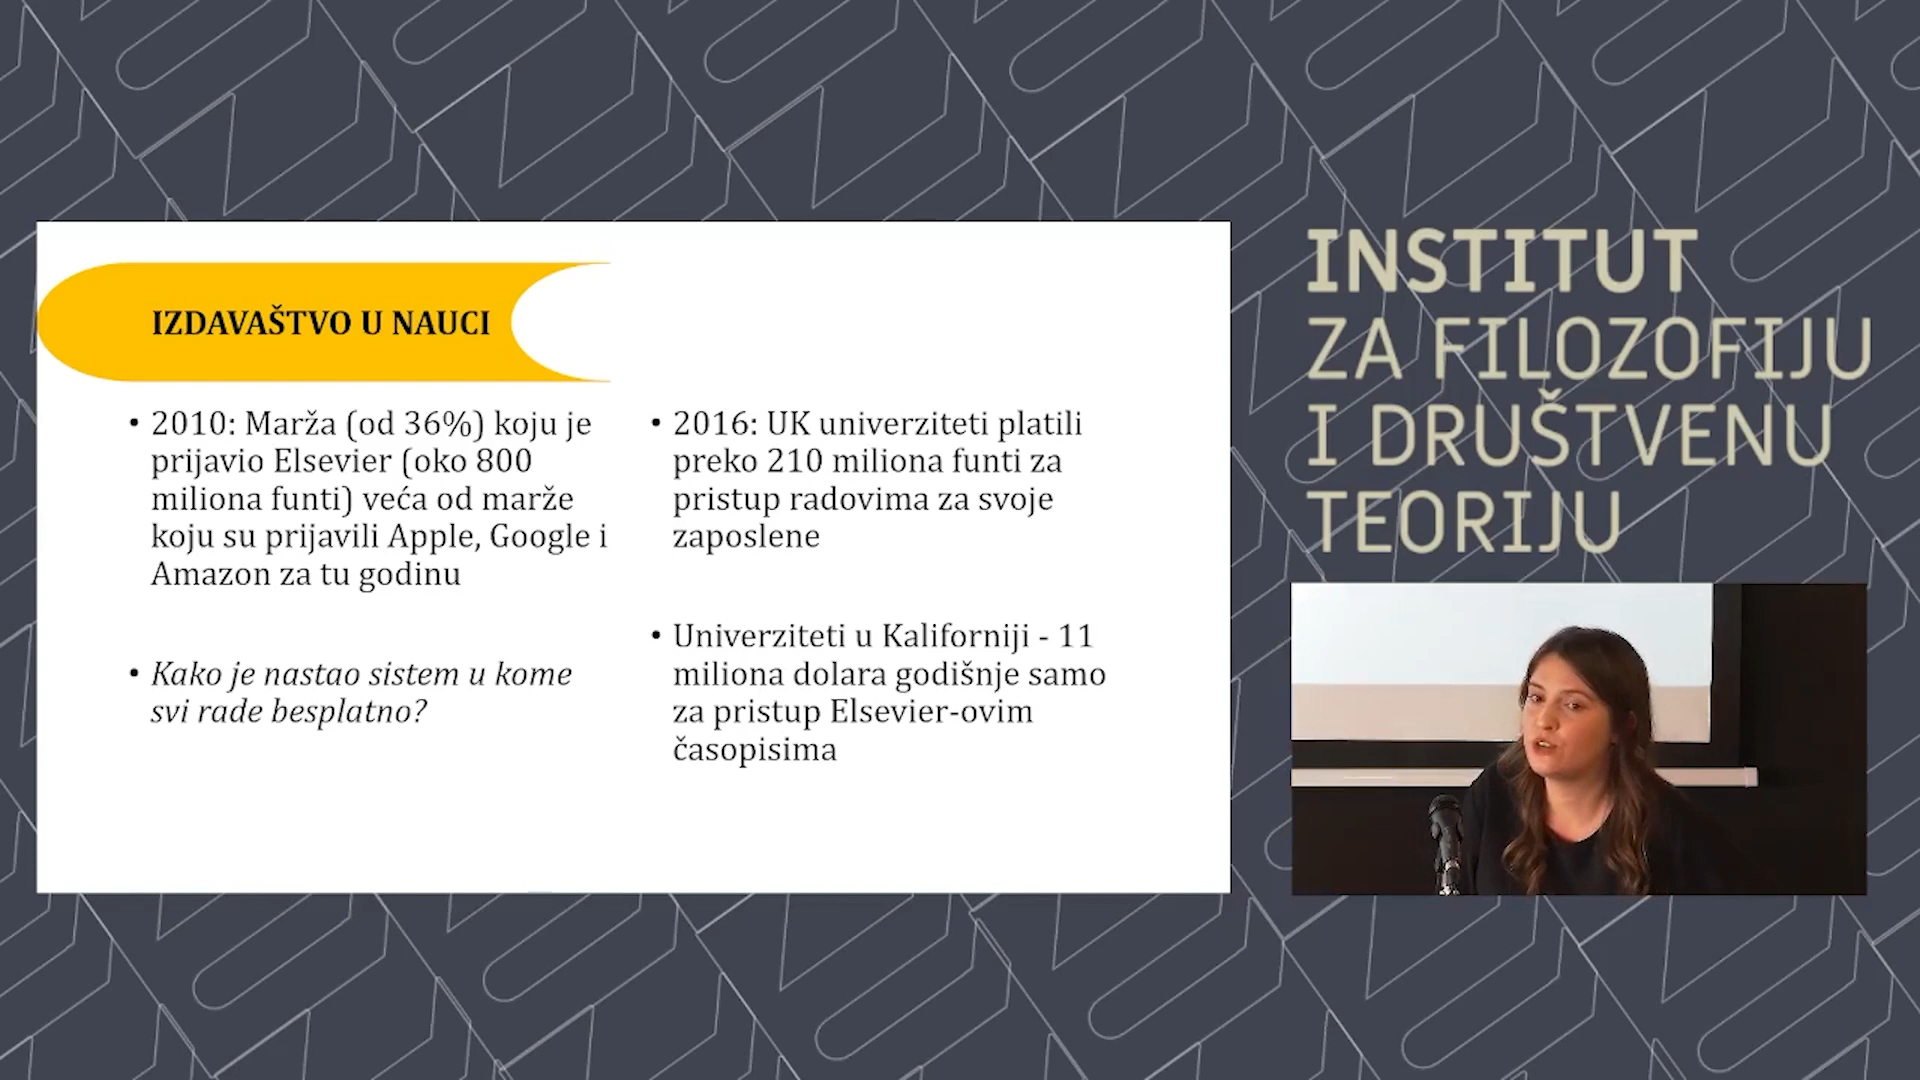 IZDAVAŠTVO U NAUCI
• 2010: Marža (od 36%) koju je
prijavio Elsevier (oko 800
miliona funti) veća od marže
koju su prijavili Apple, Google i
Amazon za tu godinu
• Kako je nastao sistem u kome
svi rade besplatno?
• 2016: UK univerziteti platili
preko 210 miliona funti za
pristup radovima za svoje
zaposlene
• Univerziteti u Kaliforniji - 11
miliona dolara godišnje samo
za pristup Elsevier-ovim
časopisima
INSTITUT
ZA FILOZOFIJU
I DRUŠTVENU
TEORIJU